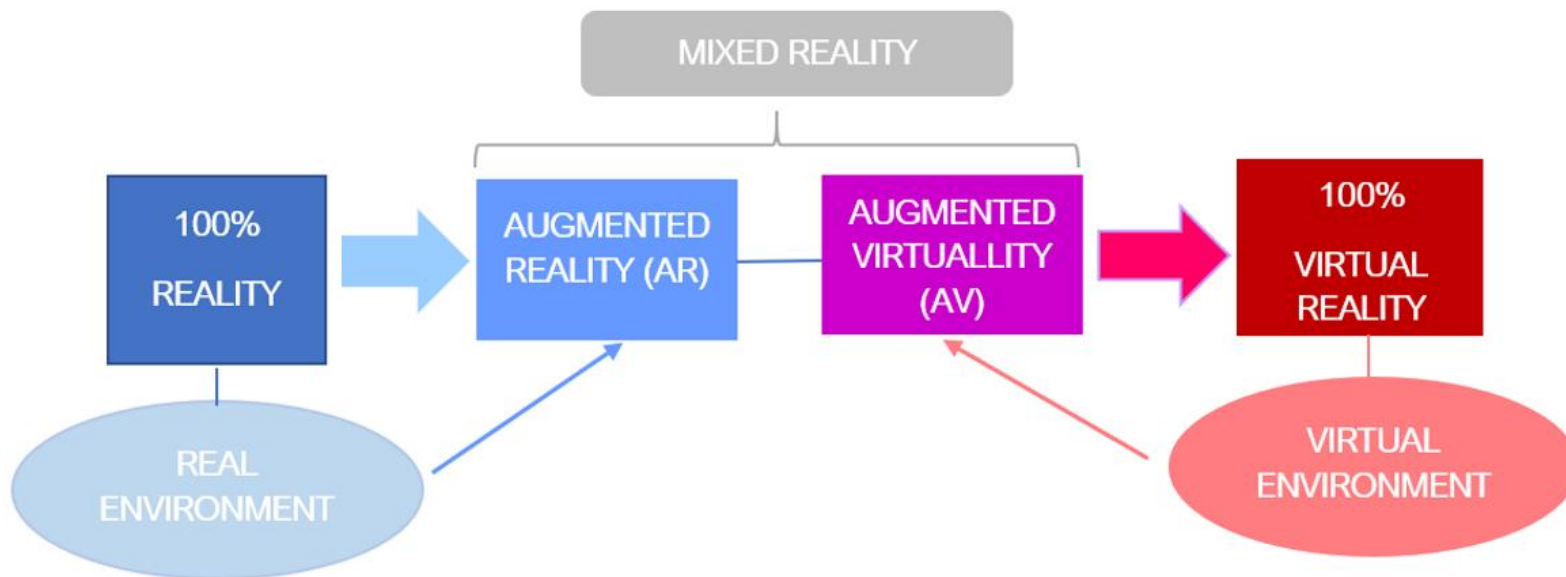 MIXED REALITY
100%
REALITY
AUGMENTED
REALITY (AR)
AUGMENTED
VIRTUALLITY
(AV)
100%
VIRTUAL
REALITY
REAL
ENVIRONMENT
VIRTUAL
ENVIRONMENT